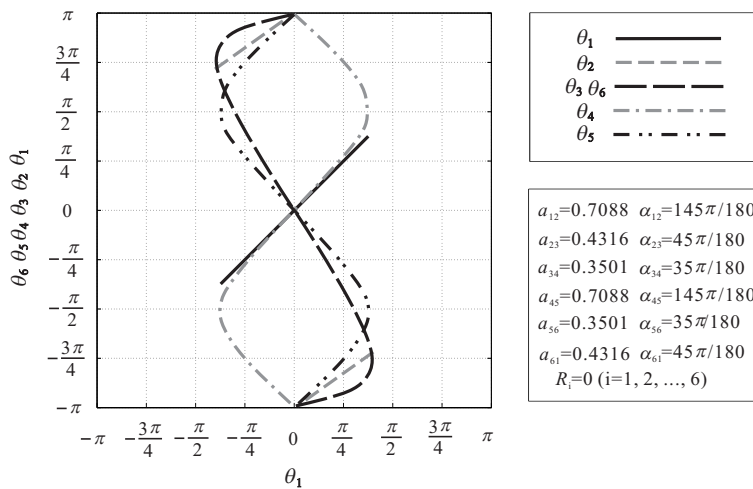 θ₆ θ₅ θ₄ θ₃ θ₂ θ₁
π
3π/4
π/2
π/4
0
−π/4
−π/2
−3π/4
−π
−π −3π/4 −π/2 −π/4 0 π/4 π/2 3π/4 π
θ₁
θ₁
θ₂
θ₃ θ₆
θ₄
θ₅
a₁₂=0.7088 α₁₂=145π/180
a₂₃=0.4316 α₂₃=45π/180
a₃₄=0.3501 α₃₄=35π/180
a₄₅=0.7088 α₄₅=145π/180
a₅₆=0.3501 α₅₆=35π/180
a₆₁=0.4316 α₆₁=45π/180
Rᵢ=0 (i=1, 2, ..., 6)